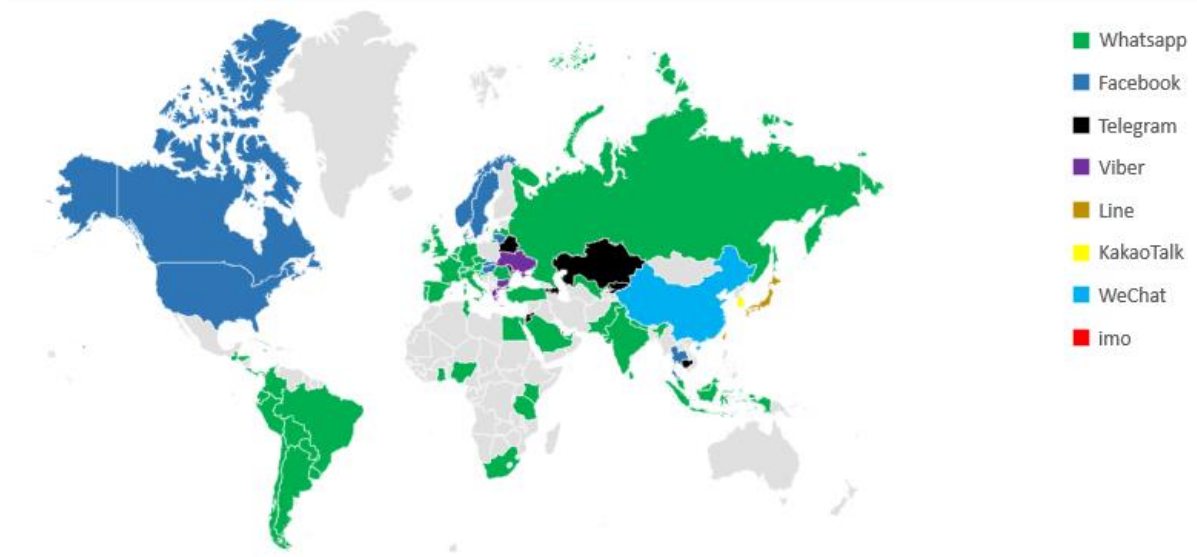 Whatsapp
Facebook
Telegram
Viber
Line
KakaoTalk
WeChat
imo